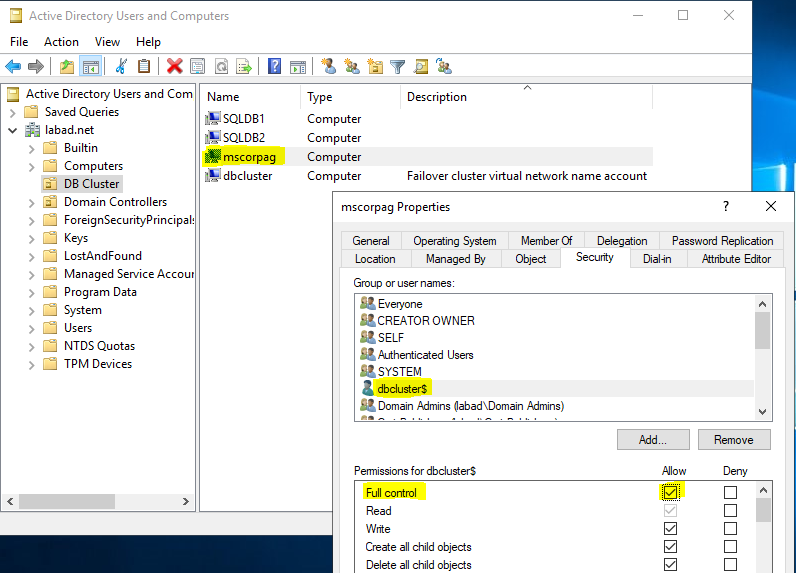 Active Directory Users and Computers
File Action View Help
Active Directory Users and Com
Saved Queries
labad.net
Builtin
Computers
DB Cluster
Domain Controllers
ForeignSecurityPrincipals
Keys
LostAndFound
Managed Service Accour
Program Data
System
Users
NTDS Quotas
TPM Devices
Name Type Description
SQLDB1 Computer
SQLDB2 Computer
mscorpag Computer
dbcluster Computer Failover cluster virtual network name account
mscorpag Properties
General Operating System Member Of Delegation Password Replication
Location Managed By Object Security Dial-in Attribute Editor
Group or user names:
Everyone
CREATOR OWNER
SELF
Authenticated Users
SYSTEM
dbcluster$
Domain Admins (labad\Domain Admins)
Add... Remove
Permissions for dbcluster$ Allow Deny
Full control
Read
Write
Create all child objects
Delete all child objects